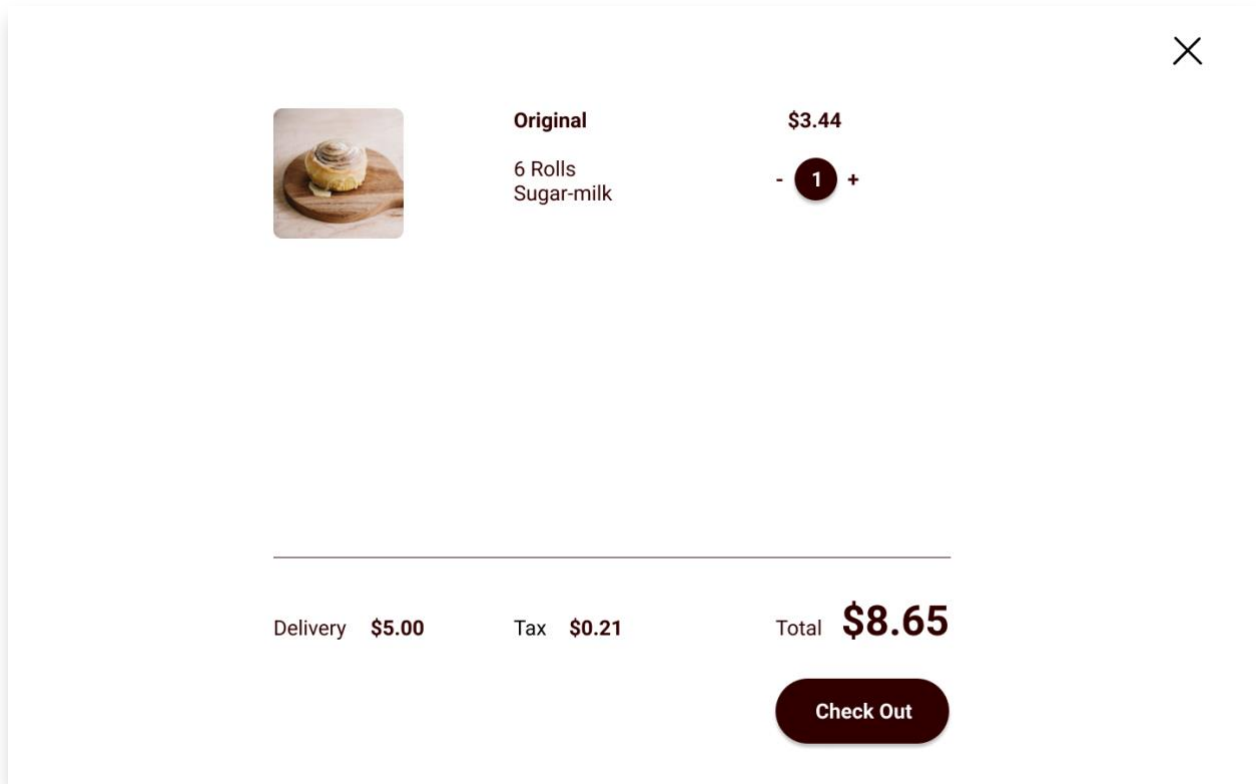 Original $3.44
6 Rolls
Sugar-milk
- 1 +
Delivery $5.00 Tax $0.21 Total $8.65
Check Out